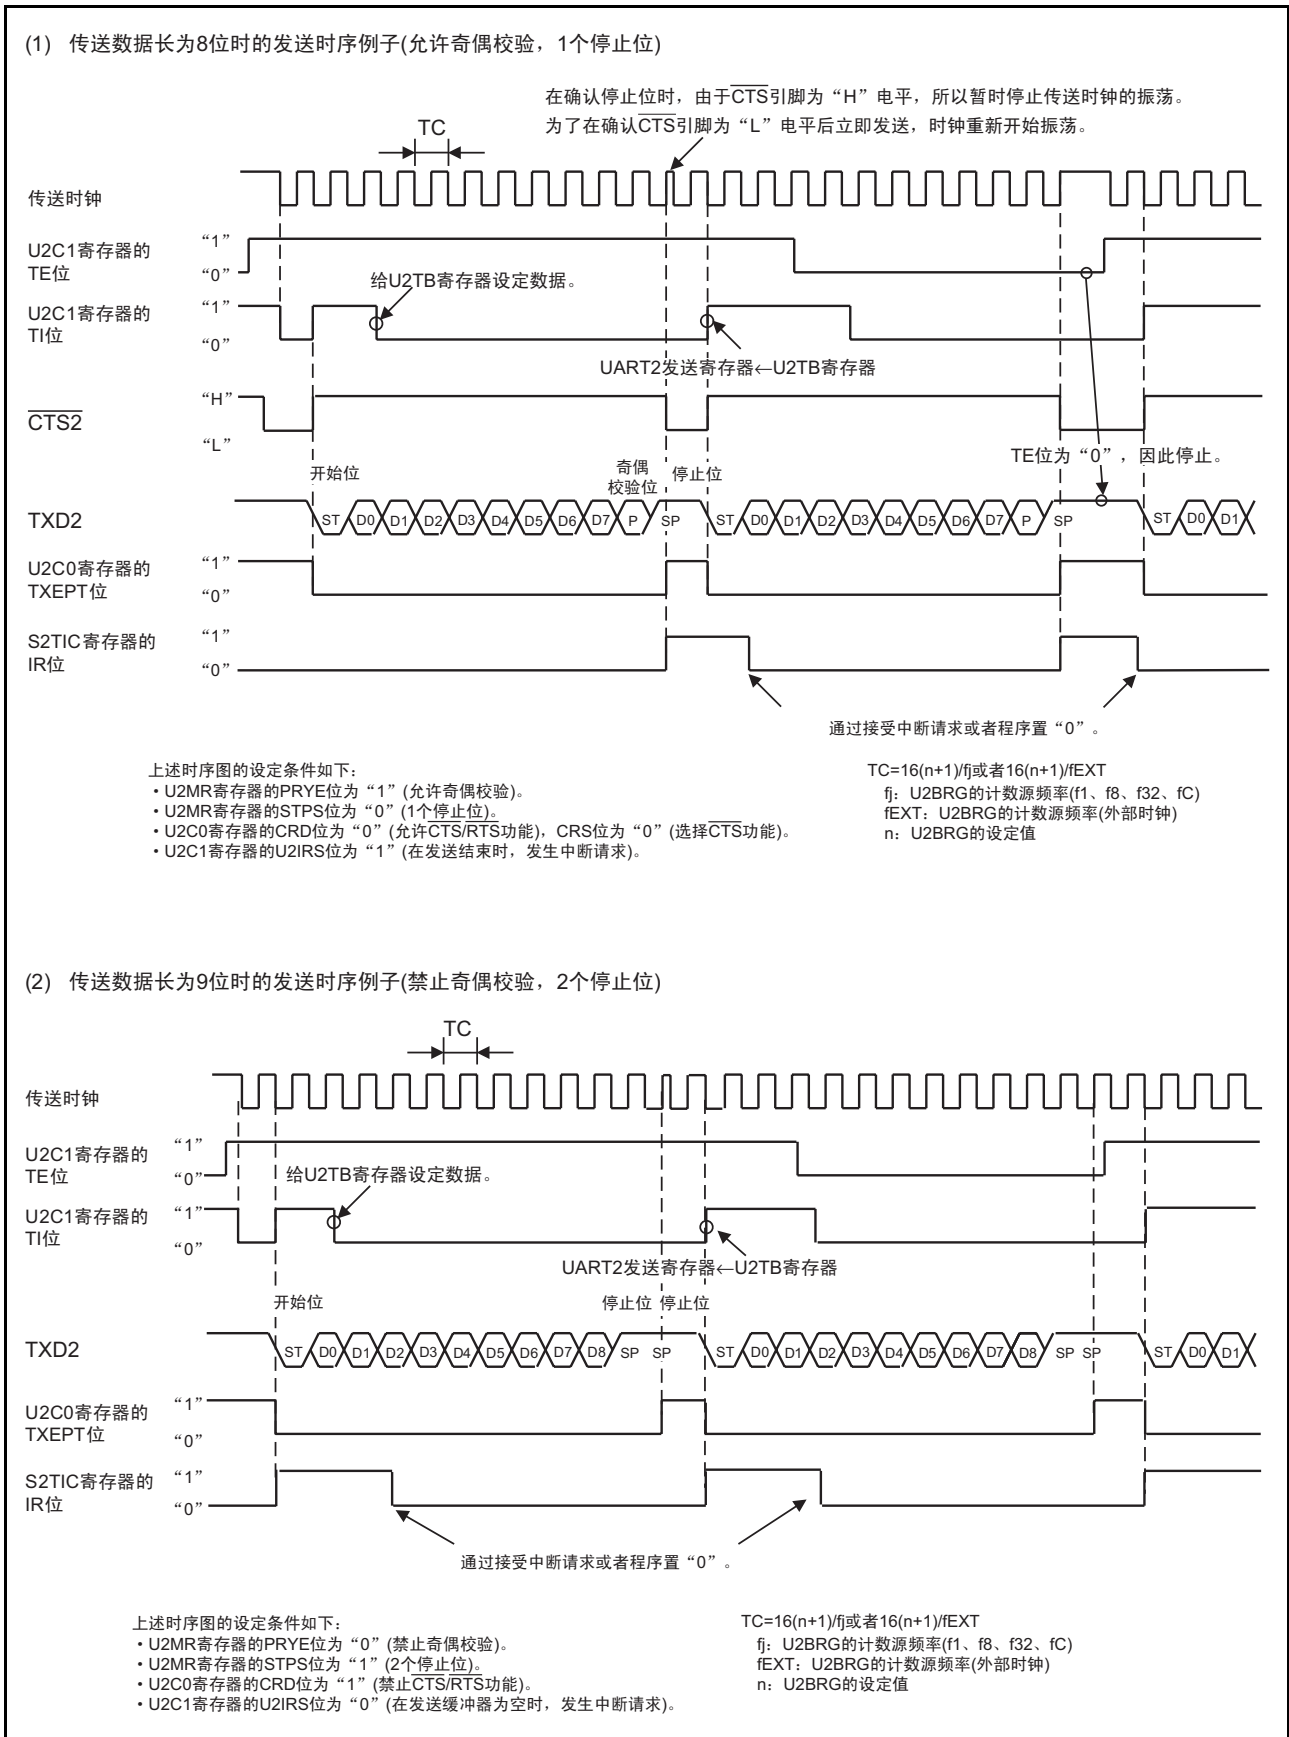 (1) 传送数据长为8位时的发送时序例子(允许奇偶校验，1个停止位)
在确认停止位时，由于CTS引脚为“H”电平，所以暂时停止传送时钟的振荡。
为了在确认CTS引脚为“L”电平后立即发送，时钟重新开始振荡。
TC
传送时钟
U2C1寄存器的
TE位
“1”
“0”
给U2TB寄存器设定数据。
U2C1寄存器的
TI位
“1”
“0”
UART2发送寄存器←U2TB寄存器
CTS2
“H”
“L”
TE位为“0”，因此停止。
开始位
奇偶
校验位
停止位
TXD2
ST D0 D1 D2 D3 D4 D5 D6 D7 P SP ST D0 D1 D2 D3 D4 D5 D6 D7 P SP ST D0 D1
U2C0寄存器的
TXEPT位
“1”
“0”
S2TIC寄存器的
IR位
“1”
“0”
通过接受中断请求或者程序置“0”。
上述时序图的设定条件如下：
・U2MR寄存器的PRYE位为“1”(允许奇偶校验)。
・U2MR寄存器的STPS位为“0”(1个停止位)。
・U2C0寄存器的CRD位为“0”(允许CTS/RTS功能)，CRS位为“0”(选择CTS功能)。
・U2C1寄存器的U2IRS位为“1”(在发送结束时，发生中断请求)。
TC=16(n+1)/fj或者16(n+1)/fEXT
fj：U2BRG的计数源频率(f1、f8、f32、fC)
fEXT：U2BRG的计数源频率(外部时钟)
n：U2BRG的设定值
(2) 传送数据长为9位时的发送时序例子(禁止奇偶校验，2个停止位)
TC
传送时钟
U2C1寄存器的
TE位
“1”
“0”
给U2TB寄存器设定数据。
U2C1寄存器的
TI位
“1”
“0”
UART2发送寄存器←U2TB寄存器
开始位
停止位 停止位
TXD2
ST D0 D1 D2 D3 D4 D5 D6 D7 D8 SP SP ST D0 D1 D2 D3 D4 D5 D6 D7 D8 SP SP ST D0 D1
U2C0寄存器的
TXEPT位
“1”
“0”
S2TIC寄存器的
IR位
“1”
“0”
通过接受中断请求或者程序置“0”。
上述时序图的设定条件如下：
・U2MR寄存器的PRYE位为“0”(禁止奇偶校验)。
・U2MR寄存器的STPS位为“1”(2个停止位)。
・U2C0寄存器的CRD位为“1”(禁止CTS/RTS功能)。
・U2C1寄存器的U2IRS位为“0”(在发送缓冲器为空时，发生中断请求)。
TC=16(n+1)/fj或者16(n+1)/fEXT
fj：U2BRG的计数源频率(f1、f8、f32、fC)
fEXT：U2BRG的计数源频率(外部时钟)
n：U2BRG的设定值